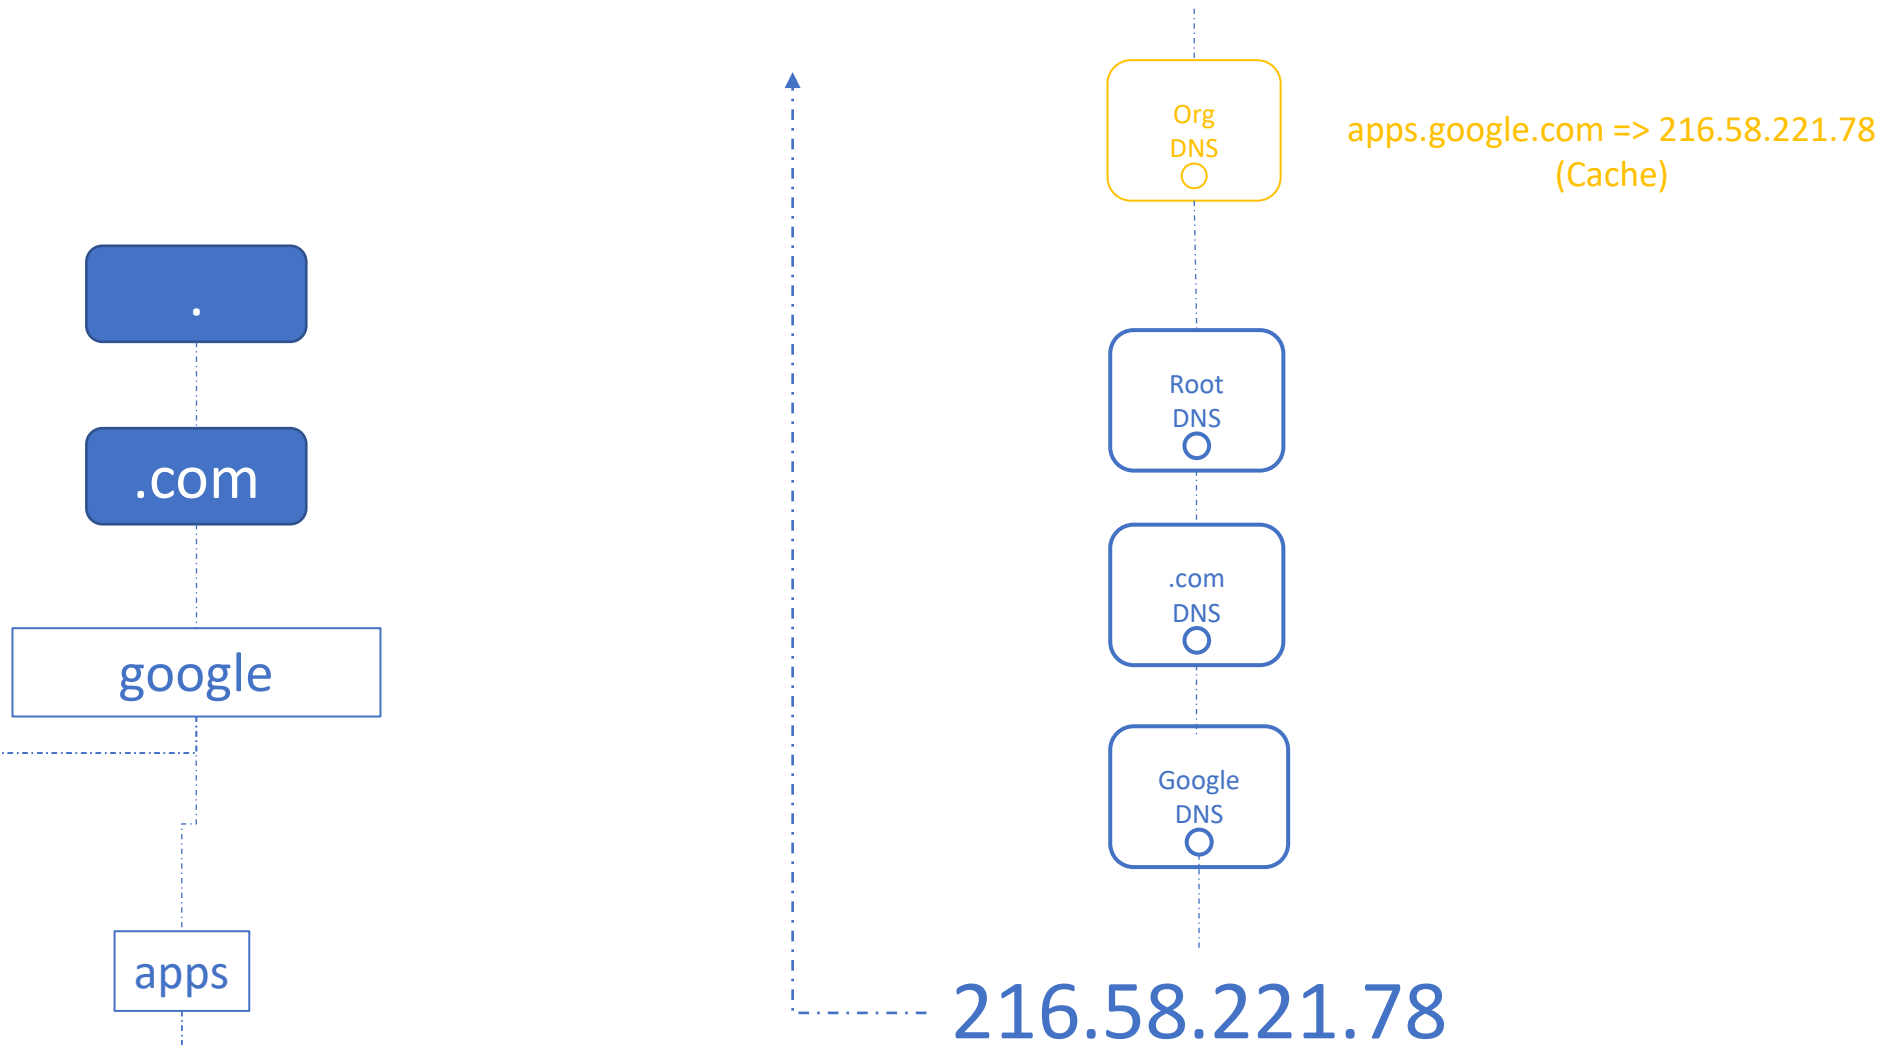 .
.com
google
apps
Org
DNS
apps.google.com => 216.58.221.78
(Cache)
Root
DNS
.com
DNS
Google
DNS
216.58.221.78